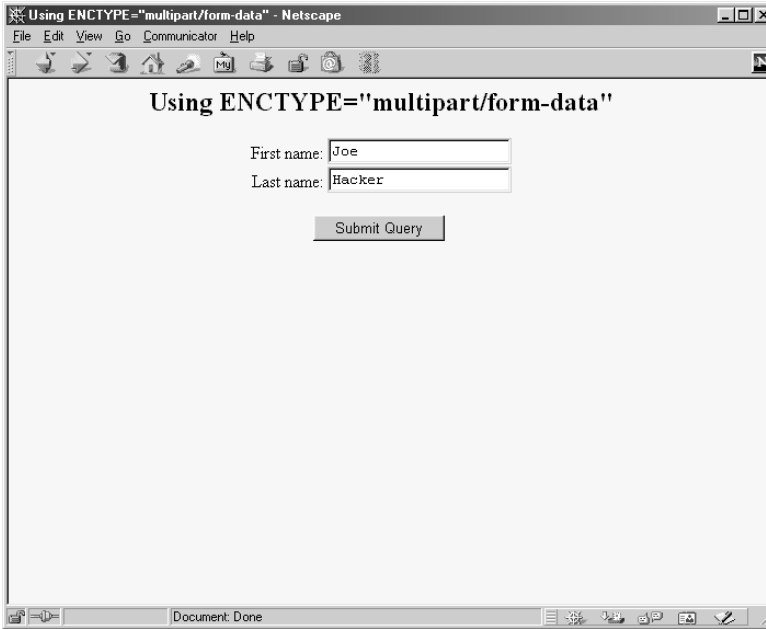 Using ENCTYPE="multipart/form-data" - Netscape
File Edit View Go Communicator Help
My
N
Using ENCTYPE="multipart/form-data"
First name: Joe
Last name: Hacker
Submit Query
Document: Done